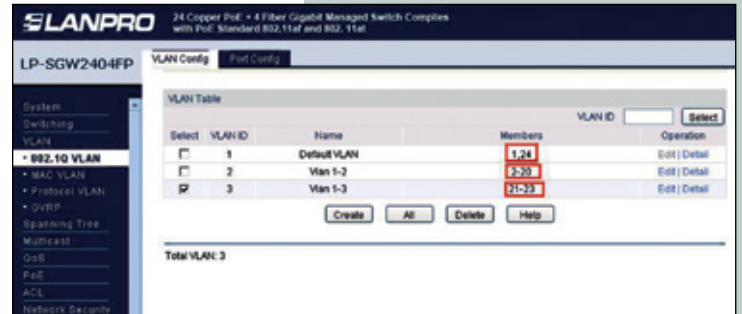 LANPRO
24 Copper PoE + 4 Fiber Gigabit Managed Switch Complies
with PoE Standard 802.11af and 802. 11at
LP-SGW2404FP
VLAN Config Port Config
System
Switching
VLAN
• 802.1Q VLAN
• MAC VLAN
• Protocol VLAN
• GVRP
Spanning Tree
Multicast
QoS
PoE
ACL
Network Security
VLAN Table
VLAN ID Select
Select VLAN ID Name Members Operation
1 Default VLAN 1,24 Edit | Detail
2 Vlan 1-2 2-20 Edit | Detail
3 Vlan 1-3 21-23 Edit | Detail
Create All Delete Help
Total VLAN: 3